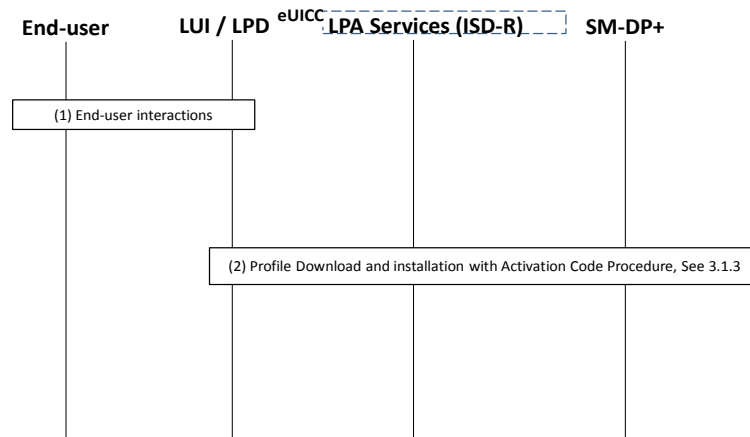 End-user LUI / LPD eUICC LPA Services (ISD-R) SM-DP+
(1) End-user interactions
(2) Profile Download and installation with Activation Code Procedure, See 3.1.3